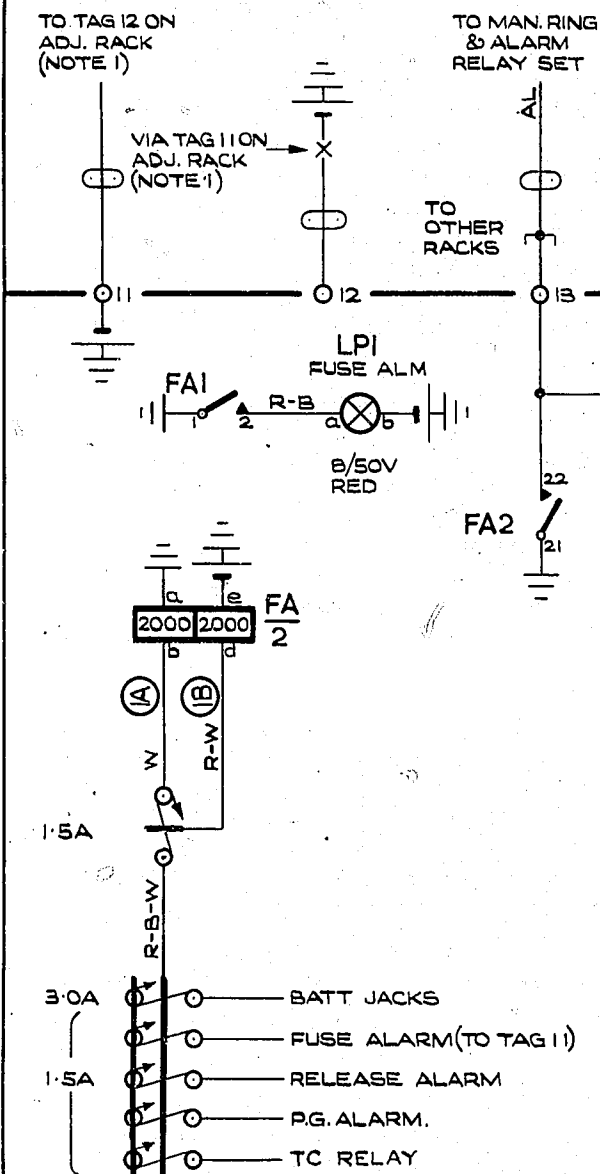 TO TAG 12 ON
ADJ. RACK
(NOTE 1)
TO MAN. RING
& ALARM
RELAY SET
AL
VIA TAG 11 ON
ADJ. RACK
(NOTE 1)
TO
OTHER
RACKS
11
12
13
LP1
FUSE ALM
FA1
1
2
R-B
a
b
8/50V
RED
22
FA2
21
a
e
2000
2000
FA
2
b
d
1A
1B
W
R-W
1·5A
R-B-W
3·0A
BATT JACKS
FUSE ALARM (TO TAG 11)
1·5A
RELEASE ALARM
P.G. ALARM.
TC RELAY